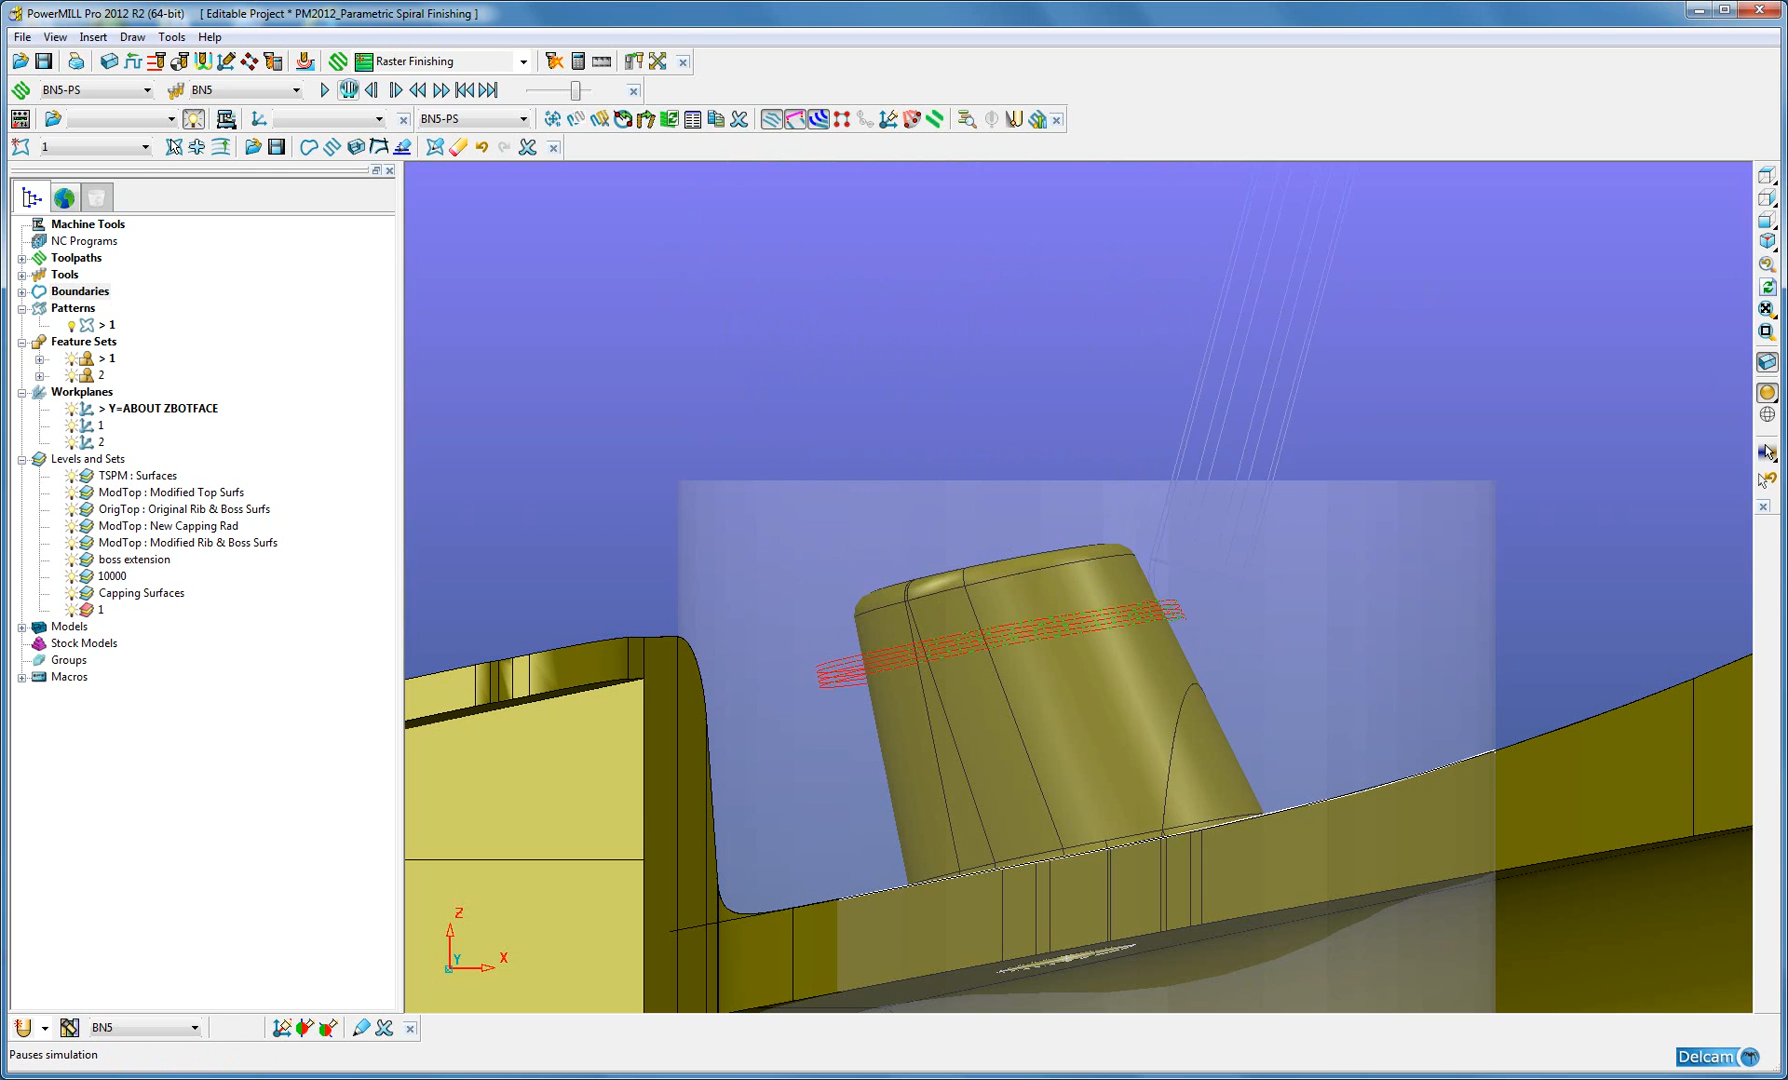 PowerMILL Pro 2012 R2 (64-bit) [ Editable Project * PM2012_Parametric Spiral Finishing ]
File View Insert Draw Tools Help
Raster Finishing
BN5-PS BN5
BN5-PS
1
Machine Tools
NC Programs
Toolpaths
Tools
Boundaries
Patterns
> 1
Feature Sets
> 1
2
Workplanes
> Y=ABOUT ZBOTFACE
1
2
Levels and Sets
TSPM : Surfaces
ModTop : Modified Top Surfs
OrigTop : Original Rib & Boss Surfs
ModTop : New Capping Rad
ModTop : Modified Rib & Boss Surfs
boss extension
10000
Capping Surfaces
1
Models
Stock Models
Groups
Macros
Z
Y X
BN5
Pauses simulation
Delcam